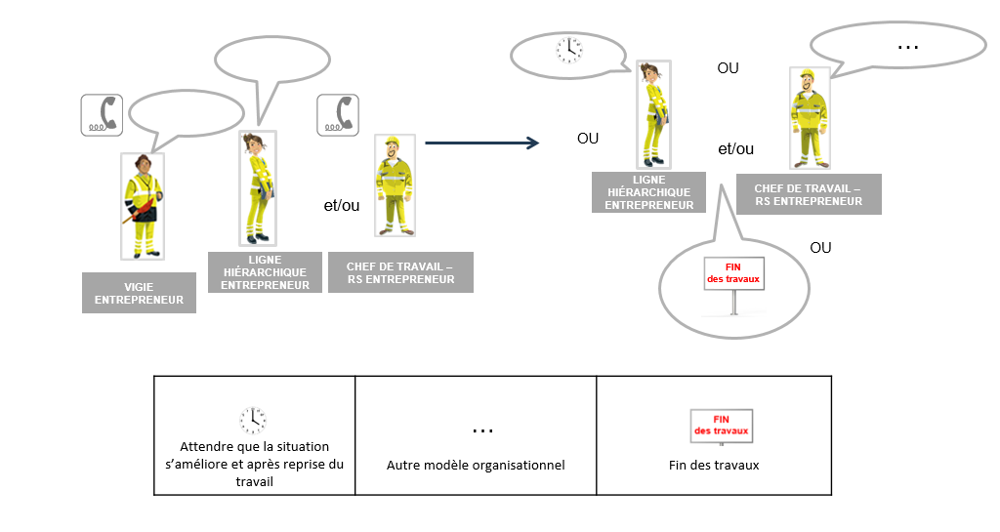 VIGIE
ENTREPRENEUR
LIGNE
HIÉRARCHIQUE
ENTREPRENEUR
et/ou
CHEF DE TRAVAIL –
RS ENTREPRENEUR
OU
LIGNE
HIÉRARCHIQUE
ENTREPRENEUR
OU
et/ou
...
CHEF DE TRAVAIL –
RS ENTREPRENEUR
OU
FIN
des travaux
Attendre que la situation
s’améliore et après reprise du
travail
...
Autre modèle organisationnel
FIN
des travaux
Fin des travaux